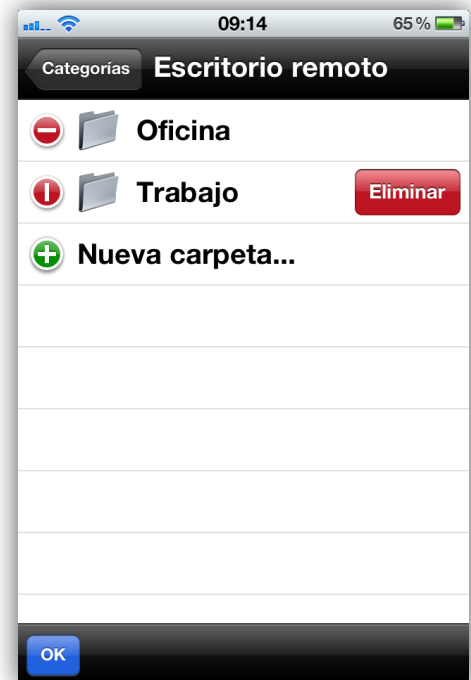 09:14 65 %
Categorías Escritorio remoto
Oficina
Trabajo Eliminar
Nueva carpeta...
OK